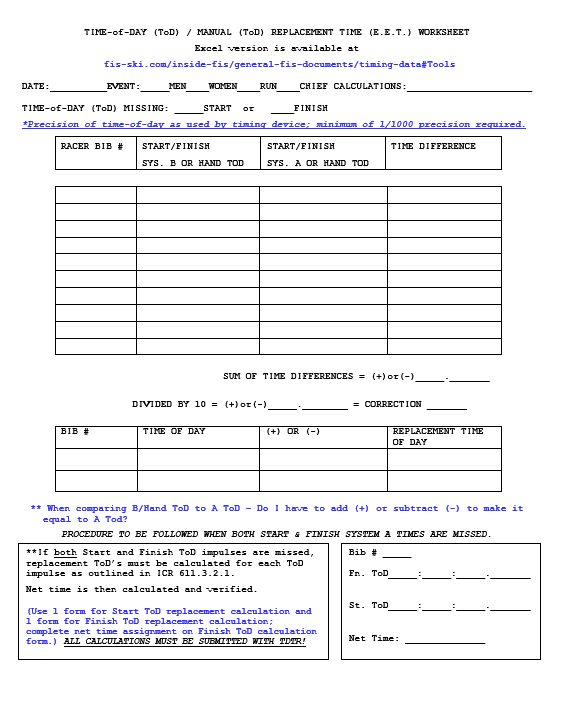 TIME-of-DAY (ToD) / MANUAL (ToD) REPLACEMENT TIME (E.E.T.) WORKSHEET
Excel version is available at
fis-ski.com/inside-fis/general-fis-documents/timing-data#Tools
DATE:__________EVENT:____MEN____WOMEN____RUN____CHIEF CALCULATIONS:______________________
TIME-of-DAY (ToD) MISSING: _____START or ____FINISH
*Precision of time-of-day as used by timing device; minimum of 1/1000 precision required.
RACER BIB # START/FINISH START/FINISH TIME DIFFERENCE
SYS. B OR HAND TOD SYS. A OR HAND TOD
SUM OF TIME DIFFERENCES = (+)or(-)_____._______
DIVIDED BY 10 = (+)or(-)_____.________ = CORRECTION _______
BIB # TIME OF DAY (+) OR (-) REPLACEMENT TIME
OF DAY
** When comparing B/Hand ToD to A ToD – Do I have to add (+) or subtract (-) to make it
equal to A Tod?
PROCEDURE TO BE FOLLOWED WHEN BOTH START & FINISH SYSTEM A TIMES ARE MISSED.
**If both Start and Finish ToD impulses are missed,
replacement ToD's must be calculated for each ToD
impulse as outlined in ICR 611.3.2.1.
Net time is then calculated and verified.
(Use 1 form for Start ToD replacement calculation and
1 form for Finish ToD replacement calculation;
complete net time assignment on Finish ToD calculation
form.) ALL CALCULATIONS MUST BE SUBMITTED WITH TDTR!
Bib # _____
Fn. ToD_____:_____:_____._______
St. ToD_____:_____:_____._______
Net Time: ______________